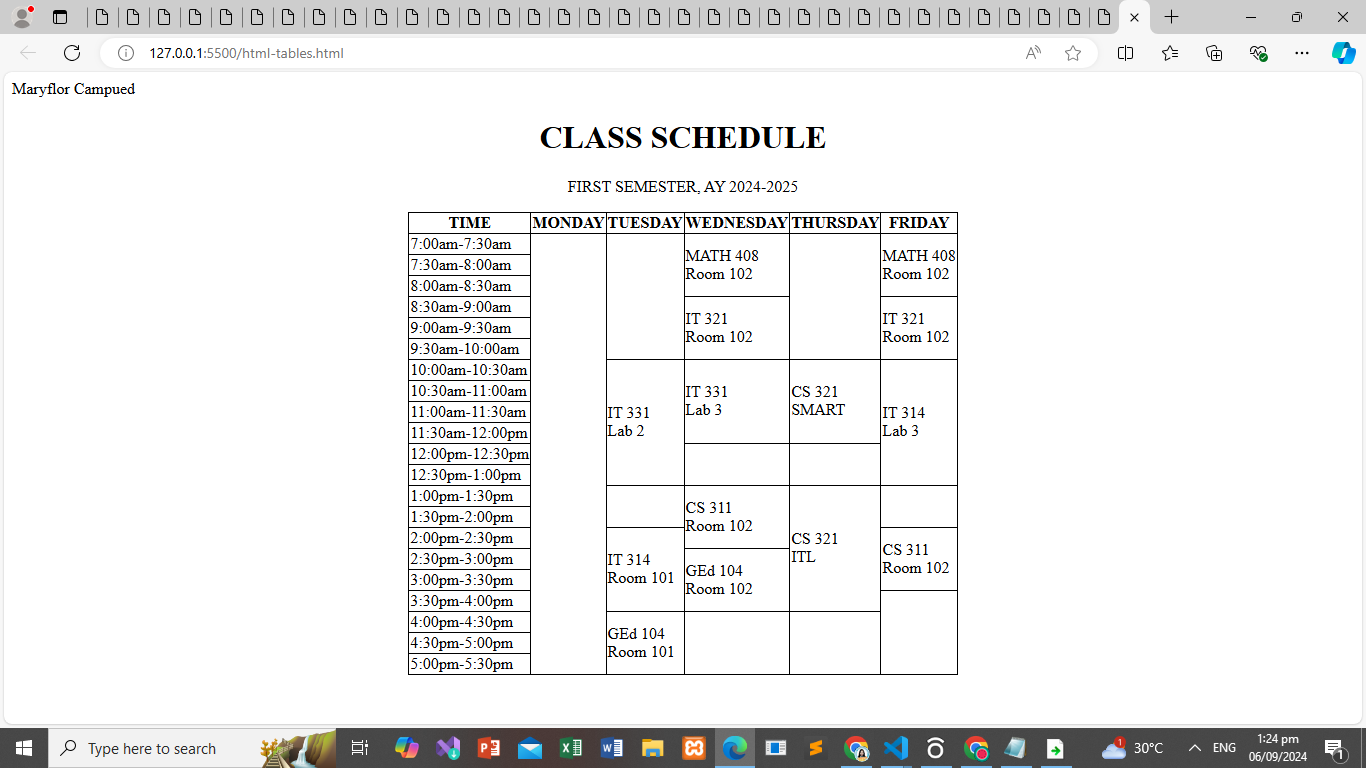 127.0.0.1:5500/html-tables.html
Maryflor Campued
CLASS SCHEDULE
FIRST SEMESTER, AY 2024-2025
TIME MONDAY TUESDAY WEDNESDAY THURSDAY FRIDAY
7:00am-7:30am
MATH 408 MATH 408
7:30am-8:00am
Room 102 Room 102
8:00am-8:30am
8:30am-9:00am
IT 321 IT 321
9:00am-9:30am
Room 102 Room 102
9:30am-10:00am
10:00am-10:30am
10:30am-11:00am
IT 331 CS 321
Lab 3 SMART
11:00am-11:30am
IT 331 IT 314
11:30am-12:00pm
Lab 2 Lab 3
12:00pm-12:30pm
12:30pm-1:00pm
1:00pm-1:30pm
CS 311
1:30pm-2:00pm
Room 102
2:00pm-2:30pm
CS 321
CS 311
2:30pm-3:00pm
IT 314
ITL
Room 102
GEd 104
3:00pm-3:30pm
Room 101
Room 102
3:30pm-4:00pm
4:00pm-4:30pm
GEd 104
4:30pm-5:00pm
Room 101
5:00pm-5:30pm
Type here to search
1
30°C
ENG
1:24 pm
06/09/2024
1